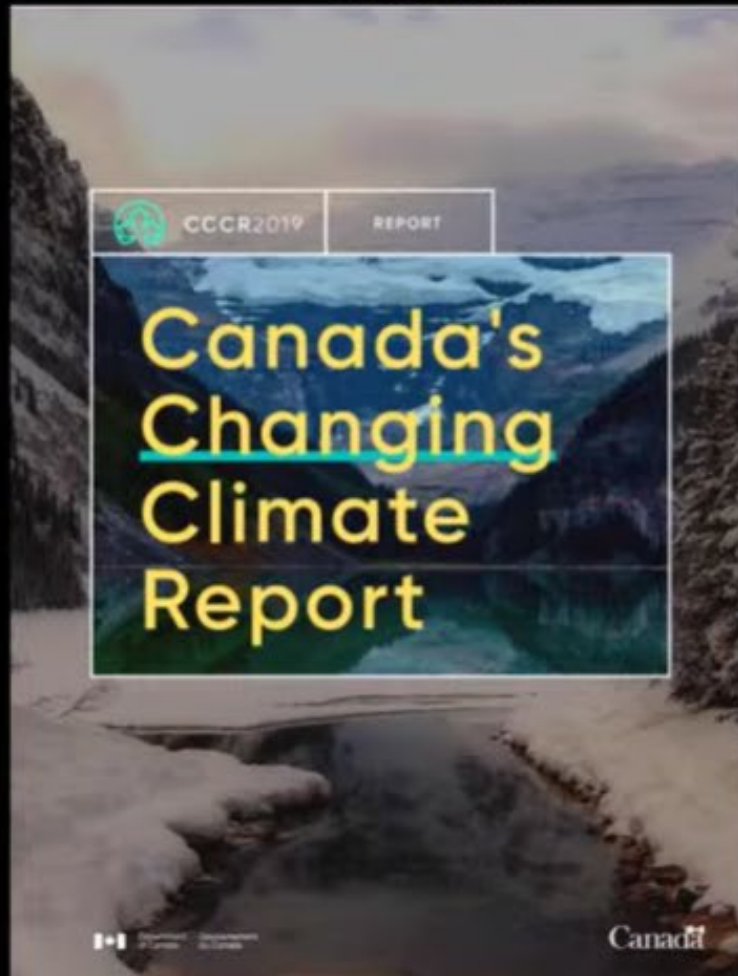 CCCR2019
REPORT
Canada's
Changing
Climate
Report
Canada